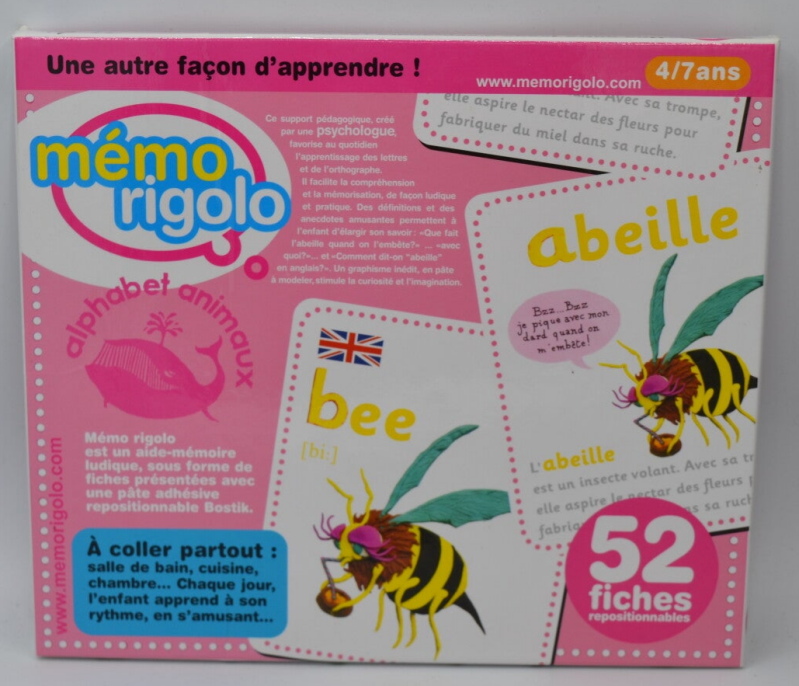 Une autre façon d'apprendre !
www.memorigolo.com
4/7ans
mémo
rigolo
Ce support pédagogique, créé
par une psychologue,
favorise au quotidien
l'apprentissage des lettres
et de l'orthographe.
Il facilite la compréhension
et la mémorisation, de façon ludique
et pratique. Des définitions et des
anecdotes amusantes permettent à
l'enfant d'élargir son savoir : «Que fait
l'abeille quand on l'embête?» ... «avec
quoi?»... et «Comment dit-on "abeille"
en anglais?». Un graphisme inédit, en pâte
à modeler, stimule la curiosité et l'imagination.
alphabet animaux
Mémo rigolo
est un aide-mémoire
ludique, sous forme de
fiches présentées avec
une pâte adhésive
repositionnable Bostik.
www.memorigolo.com
À coller partout :
salle de bain, cuisine,
chambre... Chaque jour,
l'enfant apprend à son
rythme, en s'amusant...
bee
[bi:]
. Avec sa trompe,
elle aspire le nectar des fleurs pour
fabriquer du miel dans sa ruche.
abeille
Bzz...Bzz
je pique avec mon
dard quand on
m'embête!
L'abeille
est un insecte volant. Avec sa tr
elle aspire le nectar des fleurs
fabriq
sa ruch
52
fiches
repositionnables